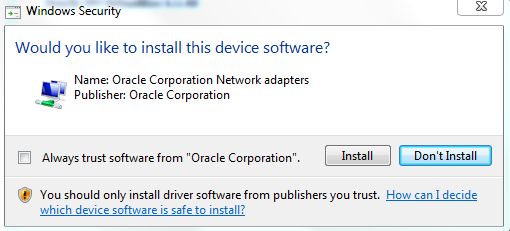 Windows Security
Would you like to install this device software?
Name: Oracle Corporation Network adapters
Publisher: Oracle Corporation
Always trust software from "Oracle Corporation".
Install
Don't Install
You should only install driver software from publishers you trust. How can I decide
which device software is safe to install?